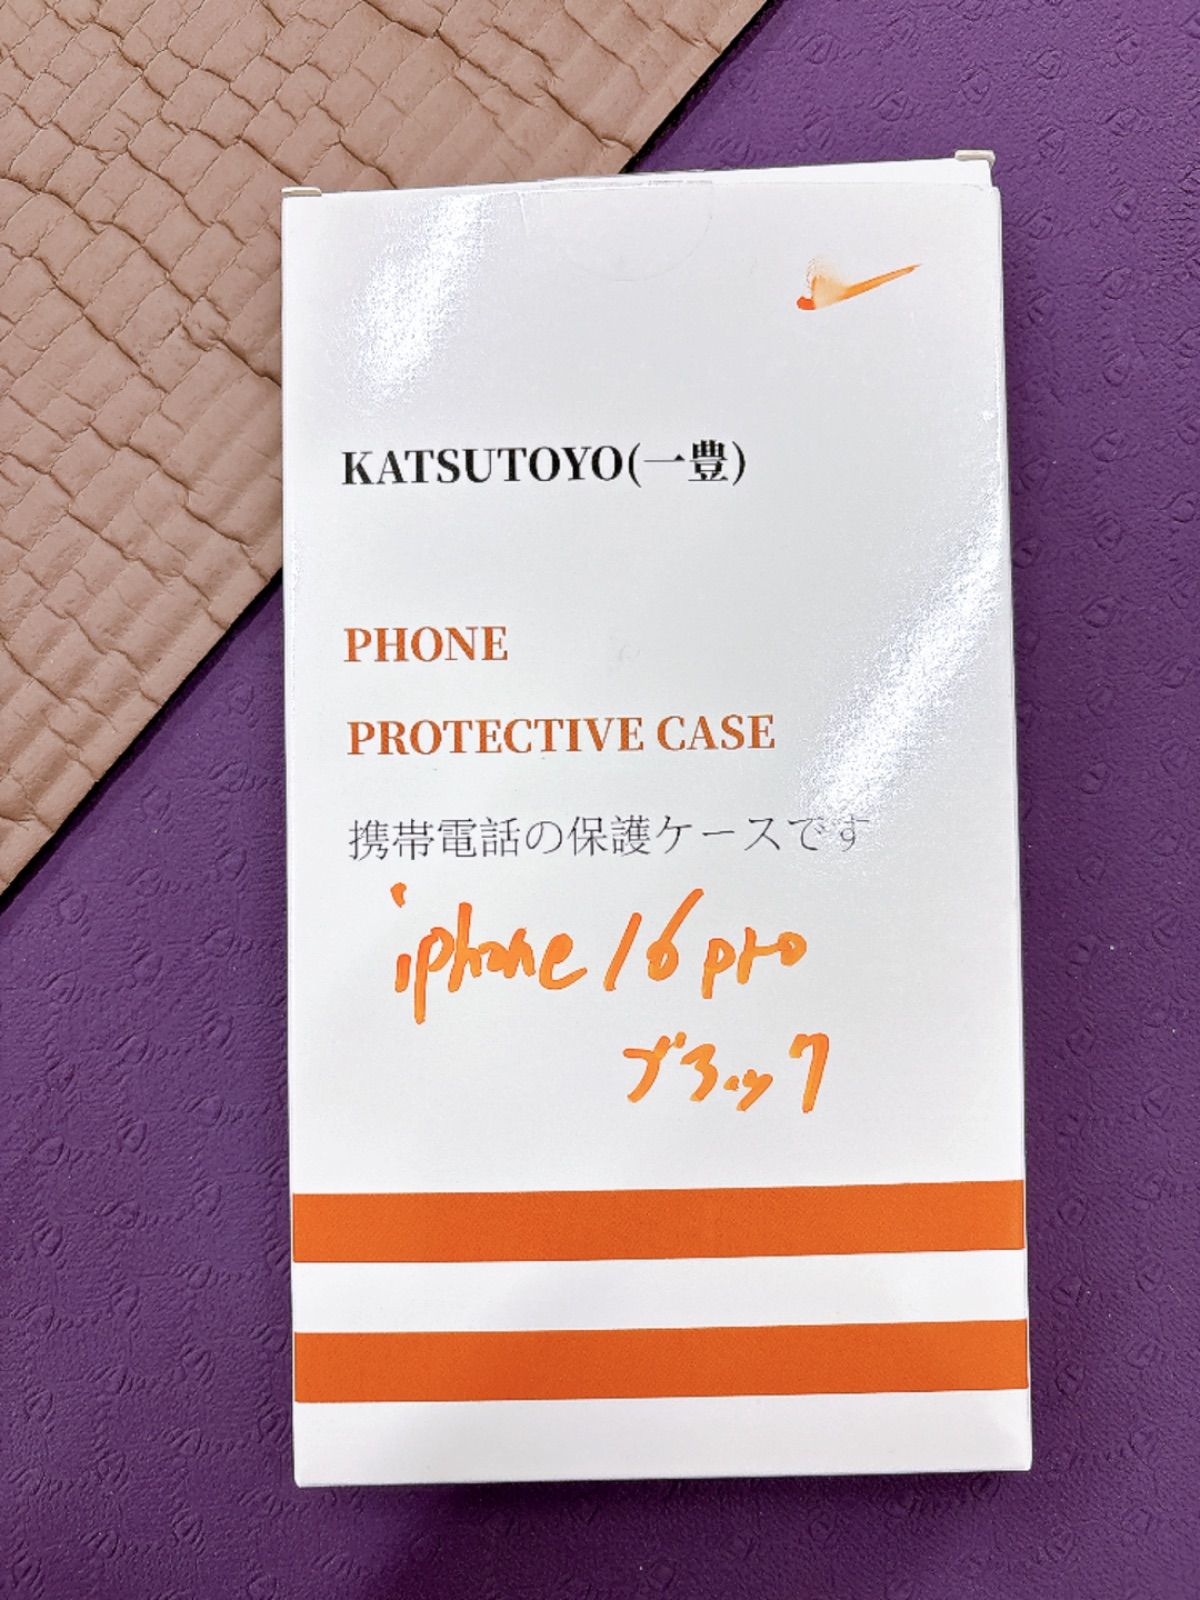 KATSUTOYO(一豊)
PHONE
PROTECTIVE CASE
携帯電話の保護ケースです
iphone 16 pro
ブラック